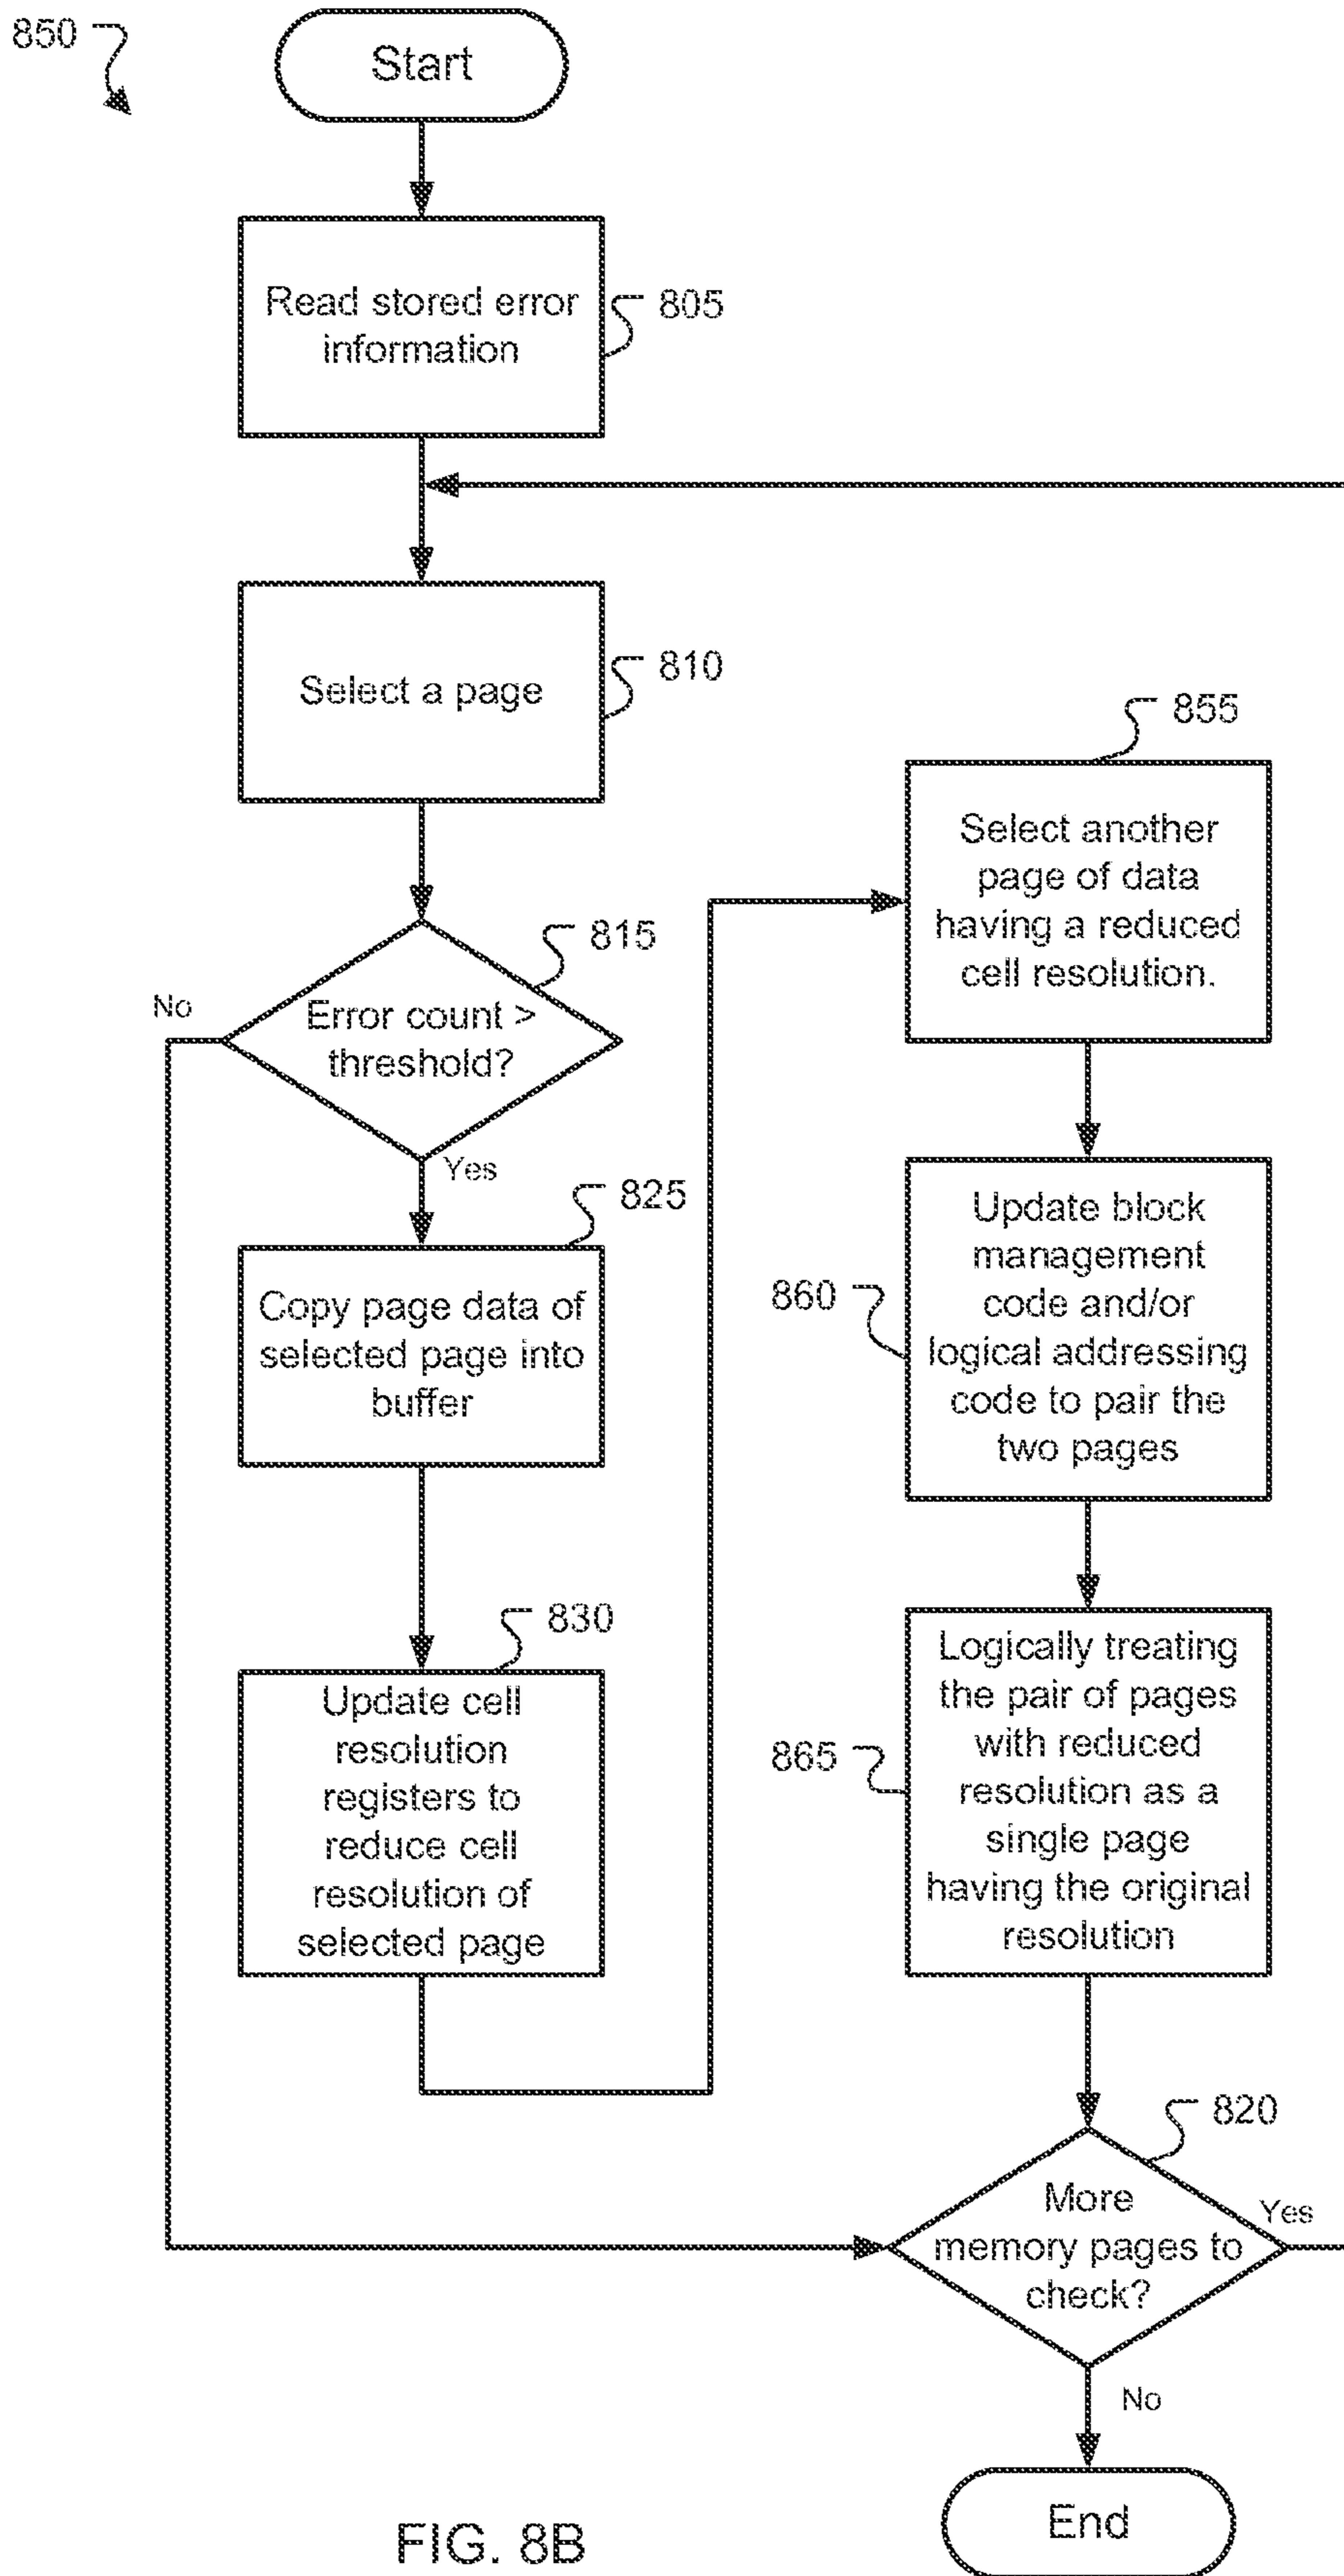 850
Start
Read stored error
information
805
Select a page
810
815
Error count >
threshold?
No
Yes
825
Copy page data of
selected page into
buffer
830
Update cell
resolution
registers to
reduce cell
resolution of
selected page
855
Select another
page of data
having a reduced
cell resolution.
860
Update block
management
code and/or
logical addressing
code to pair the
two pages
865
Logically treating
the pair of pages
with reduced
resolution as a
single page
having the original
resolution
820
More
memory pages to
check?
Yes
No
End
FIG. 8B